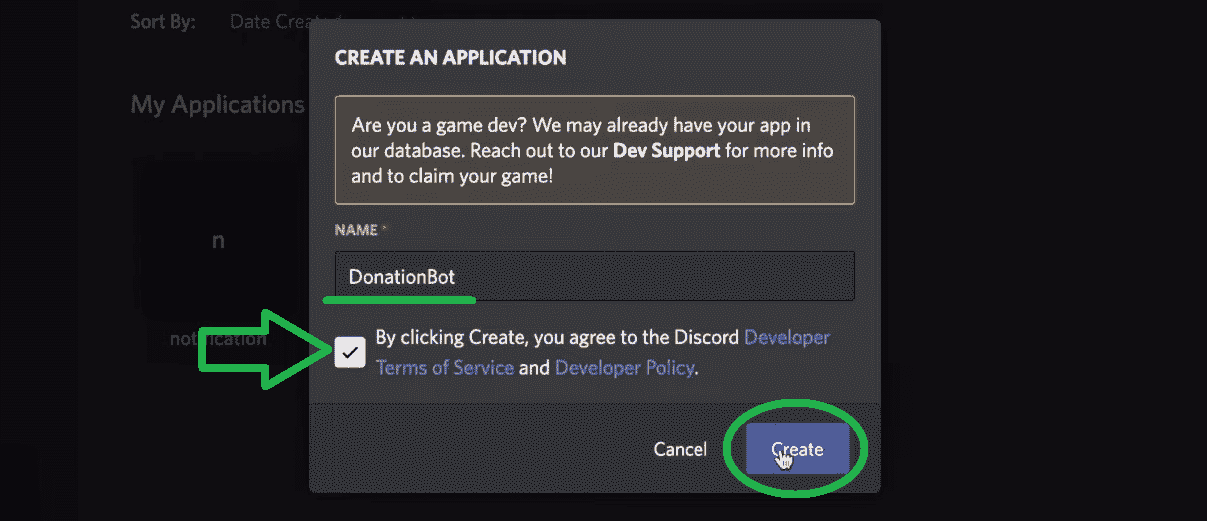 Sort By: Date Created
CREATE AN APPLICATION
My Applications
Are you a game dev? We may already have your app in
our database. Reach out to our Dev Support for more info
and to claim your game!
NAME *
n
DonationBot
notification
By clicking Create, you agree to the Discord Developer
Terms of Service and Developer Policy.
Cancel Create